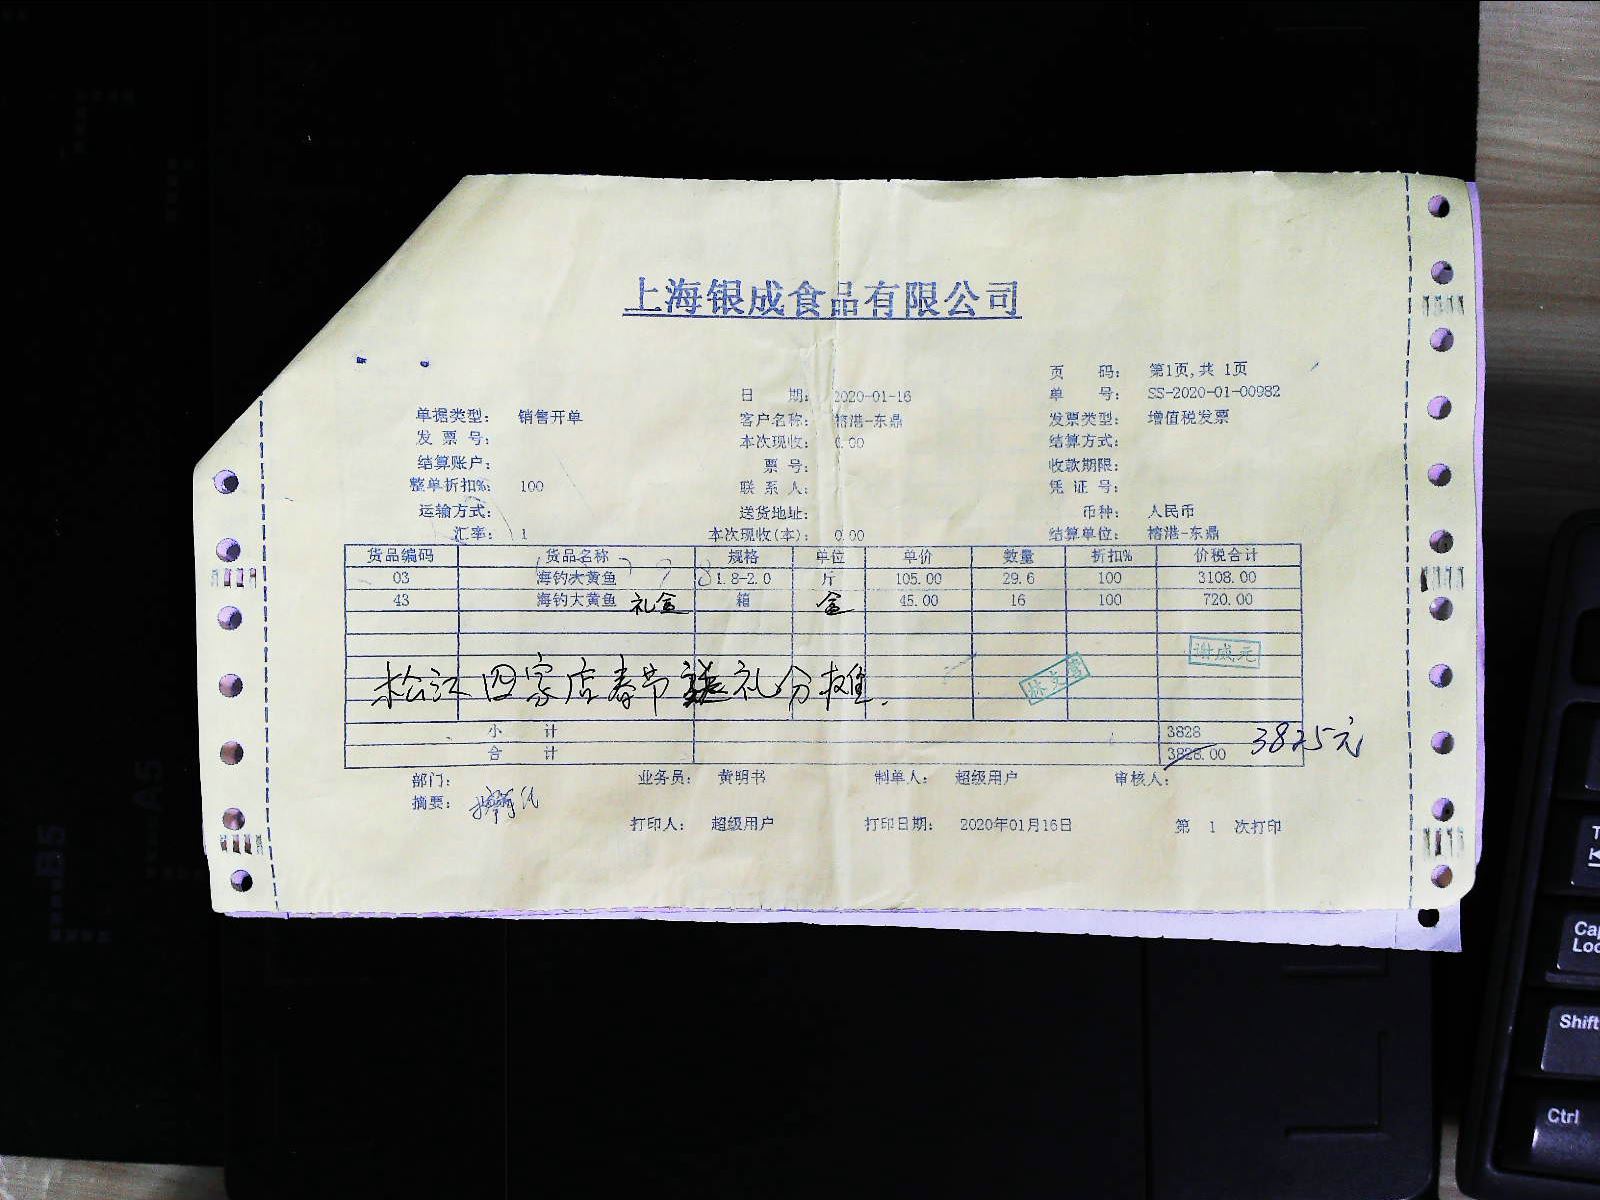 上海银成食品有限公司
页 码: 第1页,共 1页
日 期: 2020-01-16 单 号: SS-2020-01-00982
单据类型: 销售开单 客户名称: 榕港-东鼎 发票类型: 增值税发票
发 票 号: 本次现收: 0.00 结算方式:
结算账户: 票 号: 收款期限:
整单折扣%: 100 联 系 人: 凭 证 号:
运输方式: 送货地址: 币种: 人民币
汇率: 1 本次现收(本): 0.00 结算单位: 榕港-东鼎
货品编码 货品名称 规格 单位 单价 数量 折扣% 价税合计
03 海钓大黄鱼 1.8-2.0 斤 105.00 29.6 100 3108.00
43 海钓大黄鱼 礼盒 箱 盒 45.00 16 100 720.00
谢成元
松江四家店春节送礼分摊.
小 计 3828 3825元
合 计 3828.00
部门: 业务员: 黄明书 制单人: 超级用户 审核人:
摘要:
打印人: 超级用户 打印日期: 2020年01月16日 第 1 次打印
A5
B5
Cap
Loc
Shift
Ctrl